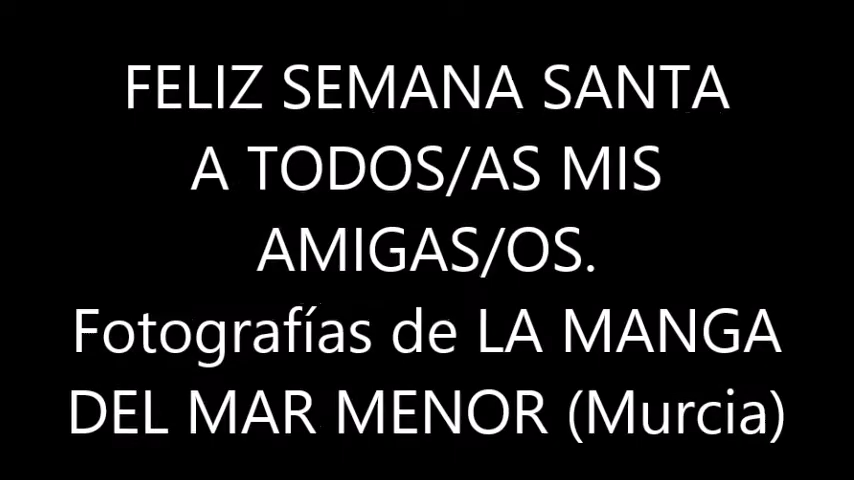 FELIZ SEMANA SANTA
A TODOS/AS MIS
AMIGAS/OS.
Fotografías de LA MANGA
DEL MAR MENOR (Murcia)